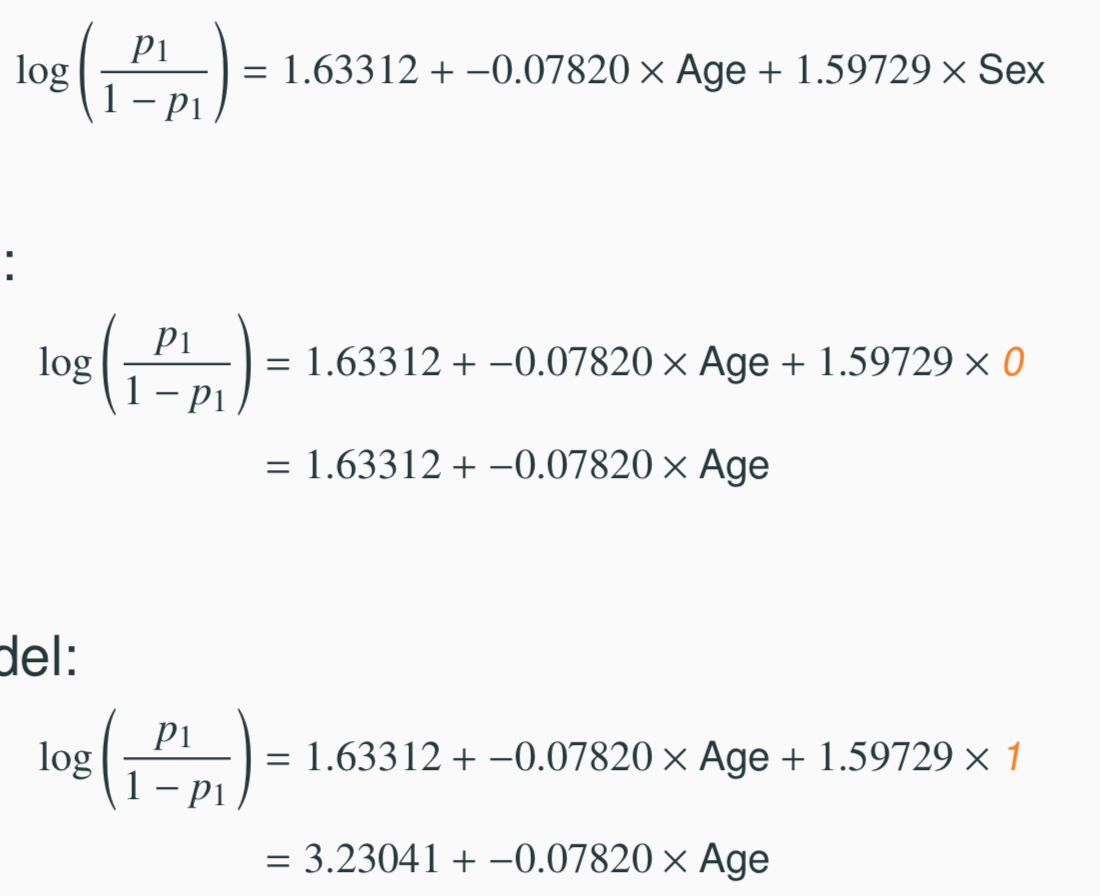 log(p₁ / (1 − p₁)) = 1.63312 + −0.07820 × Age + 1.59729 × Sex
:
log(p₁ / (1 − p₁)) = 1.63312 + −0.07820 × Age + 1.59729 × 0
= 1.63312 + −0.07820 × Age
del:
log(p₁ / (1 − p₁)) = 1.63312 + −0.07820 × Age + 1.59729 × 1
= 3.23041 + −0.07820 × Age